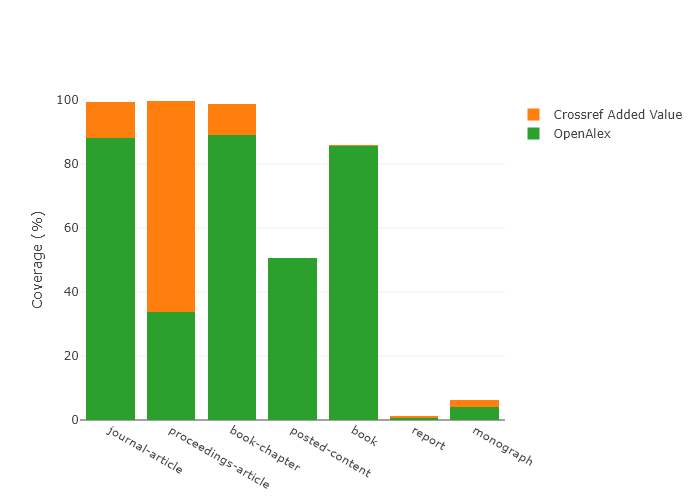 100
80
60
40
20
0
Coverage (%)
journal-article
proceedings-article
book-chapter
posted-content
book
report
monograph
Crossref Added Value
OpenAlex